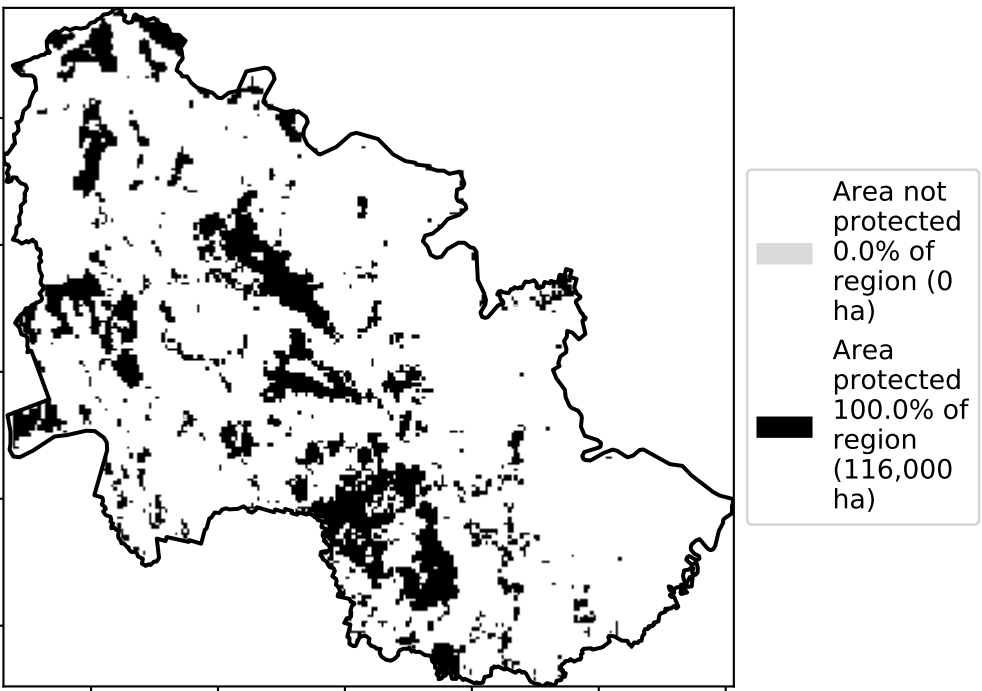 Area not
protected
0.0% of
region (0
ha)
Area
protected
100.0% of
region
(116,000
ha)